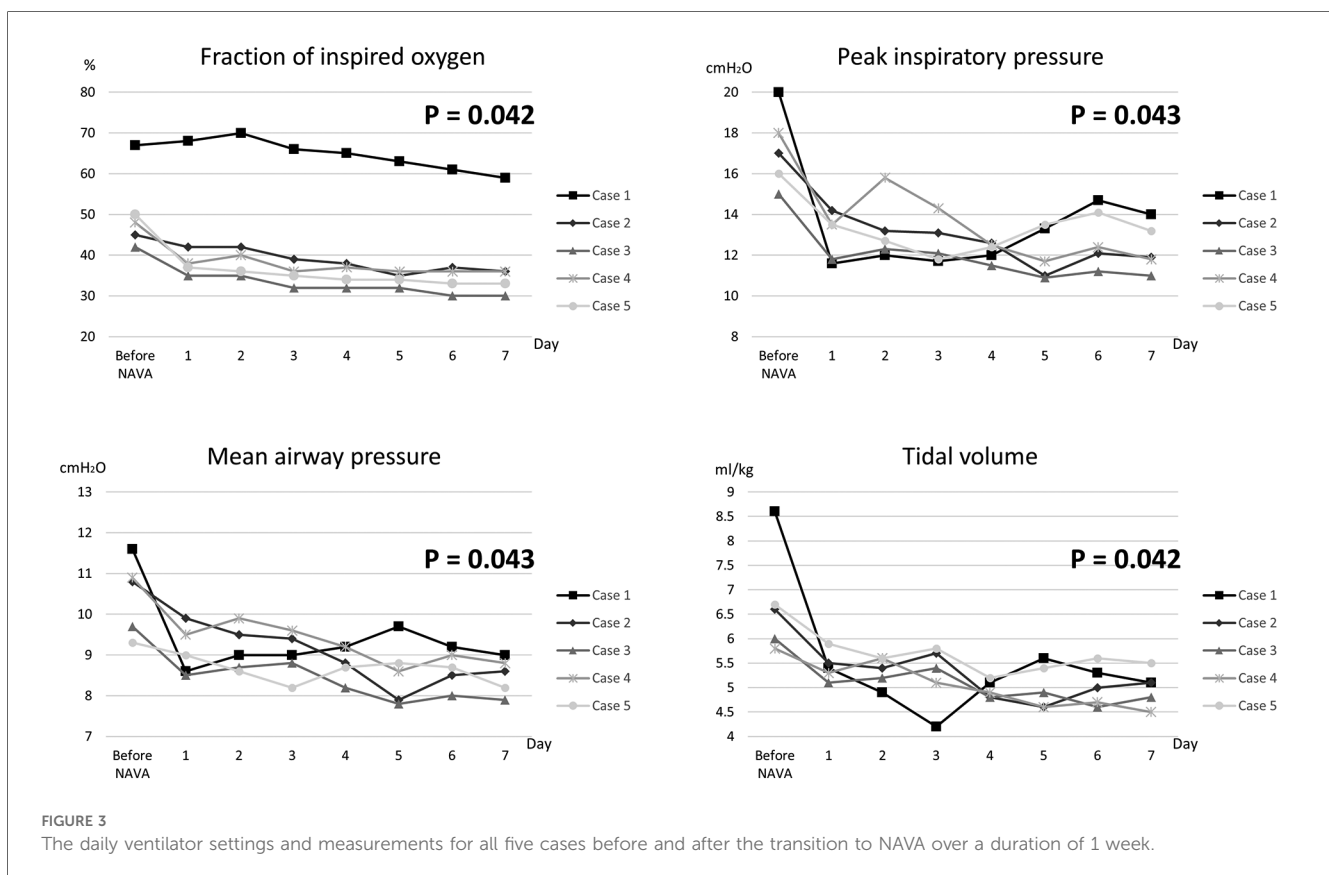 Fraction of inspired oxygen
%
P = 0.042
80
70
60
50
40
30
20
Before NAVA
1 2 3 4 5 6 7
Day
Case 1
Case 2
Case 3
Case 4
Case 5
Peak inspiratory pressure
cmH₂O
P = 0.043
20
18
16
14
12
10
8
Before NAVA
1 2 3 4 5 6 7
Day
Case 1
Case 2
Case 3
Case 4
Case 5
Mean airway pressure
cmH₂O
P = 0.043
13
12
11
10
9
8
7
Before NAVA
1 2 3 4 5 6 7
Day
Case 1
Case 2
Case 3
Case 4
Case 5
Tidal volume
ml/kg
P = 0.042
9
8.5
8
7.5
7
6.5
6
5.5
5
4.5
4
Before NAVA
1 2 3 4 5 6 7
Day
Case 1
Case 2
Case 3
Case 4
Case 5
FIGURE 3
The daily ventilator settings and measurements for all five cases before and after the transition to NAVA over a duration of 1 week.